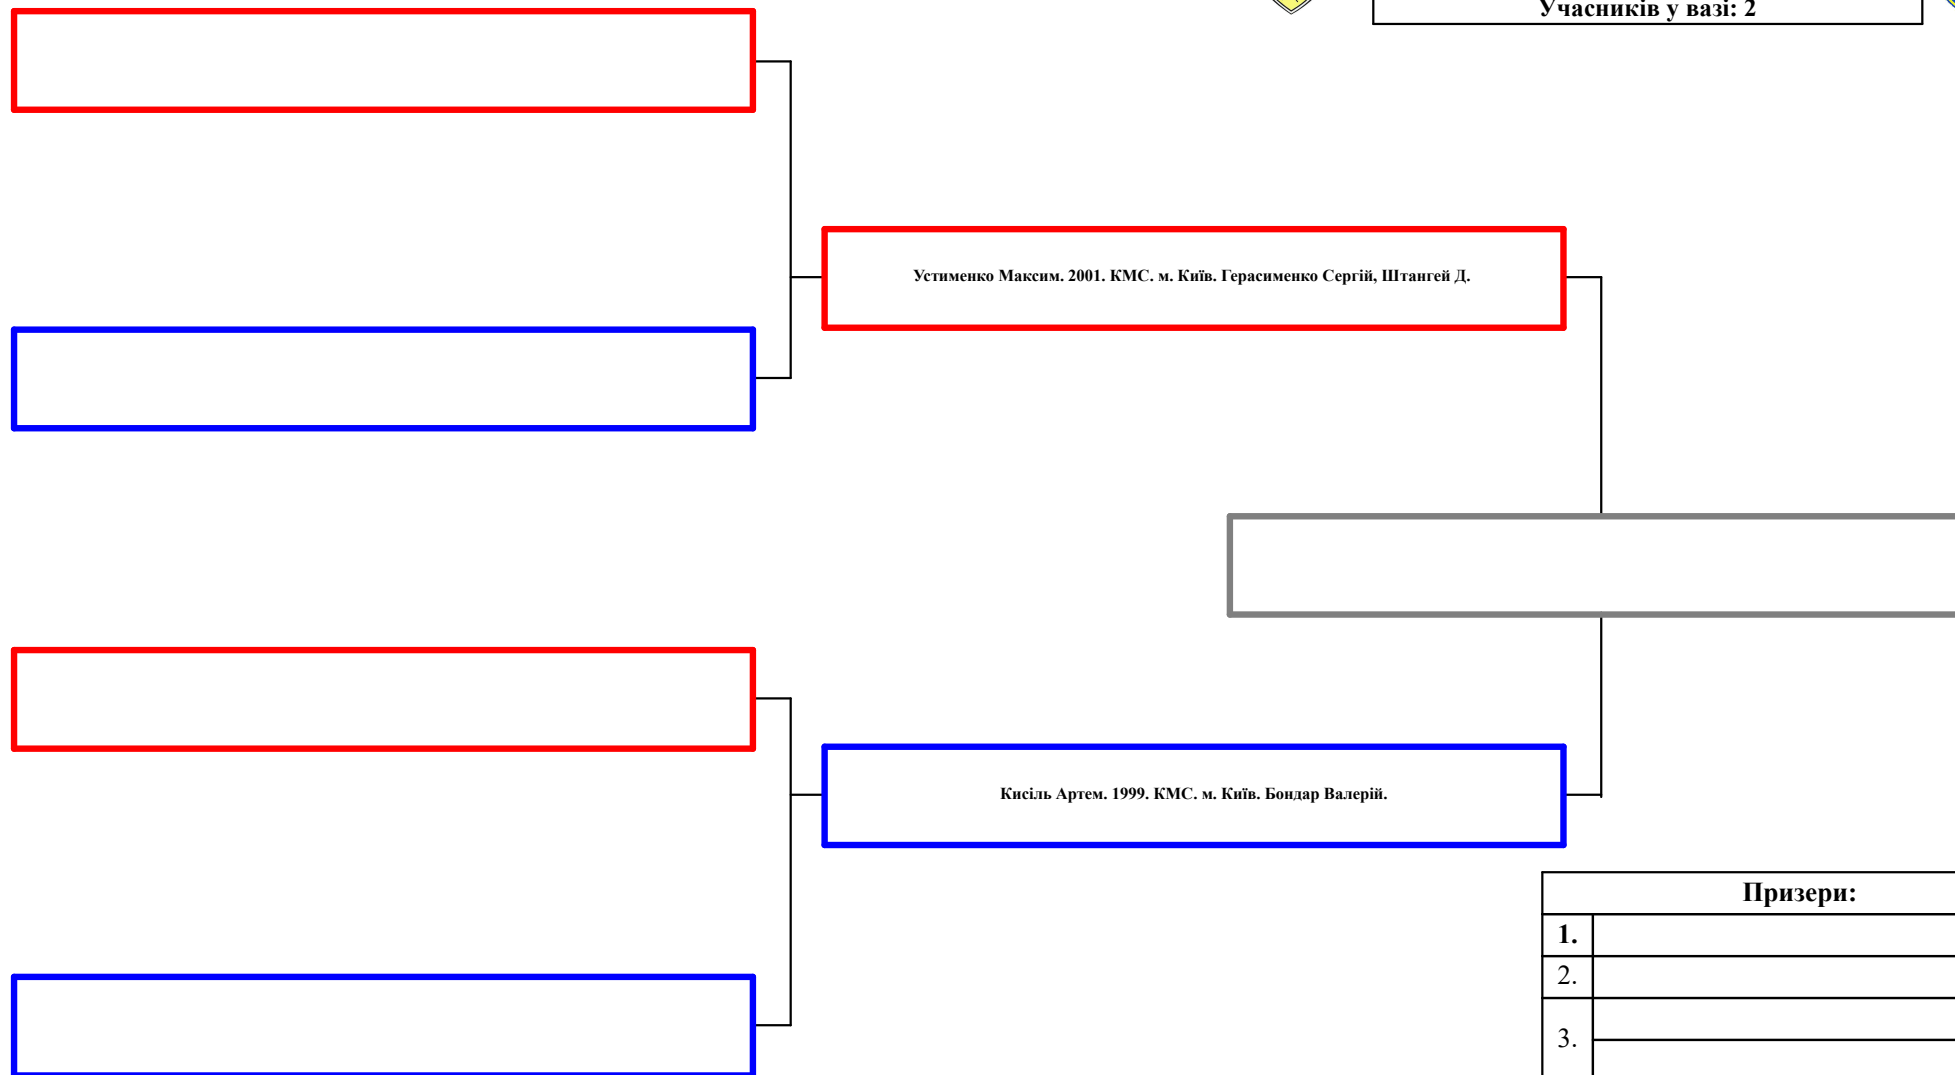 Учасників у вазі: 2
Устименко Максим. 2001. КМС. м. Київ. Герасименко Сергій, Штангей Д.
Кисіль Артем. 1999. КМС. м. Київ. Бондар Валерій.
Призери:
1.
2.
3.